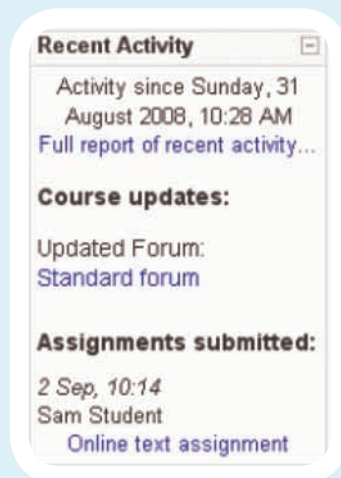 Recent Activity
Activity since Sunday, 31
August 2008, 10:28 AM
Full report of recent activity...
Course updates:
Updated Forum:
Standard forum
Assignments submitted:
2 Sep, 10:14
Sam Student
Online text assignment